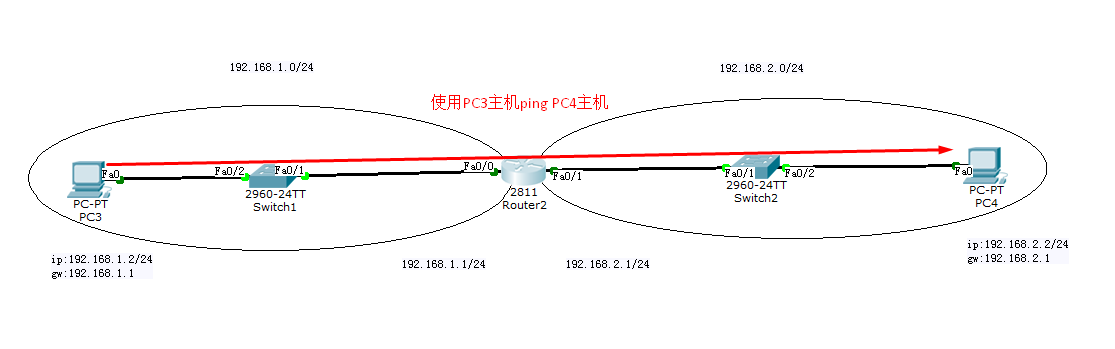 192.168.1.0/24
192.168.2.0/24
使用PC3主机ping PC4主机
Fa0
Fa0/2
Fa0/1
Fa0/0
Fa0/1
Fa0/1
Fa0/2
Fa0
PC-PT
PC3
2960-24TT
Switch1
2811
Router2
2960-24TT
Switch2
PC-PT
PC4
ip:192.168.1.2/24
gw:192.168.1.1
192.168.1.1/24
192.168.2.1/24
ip:192.168.2.2/24
gw:192.168.2.1